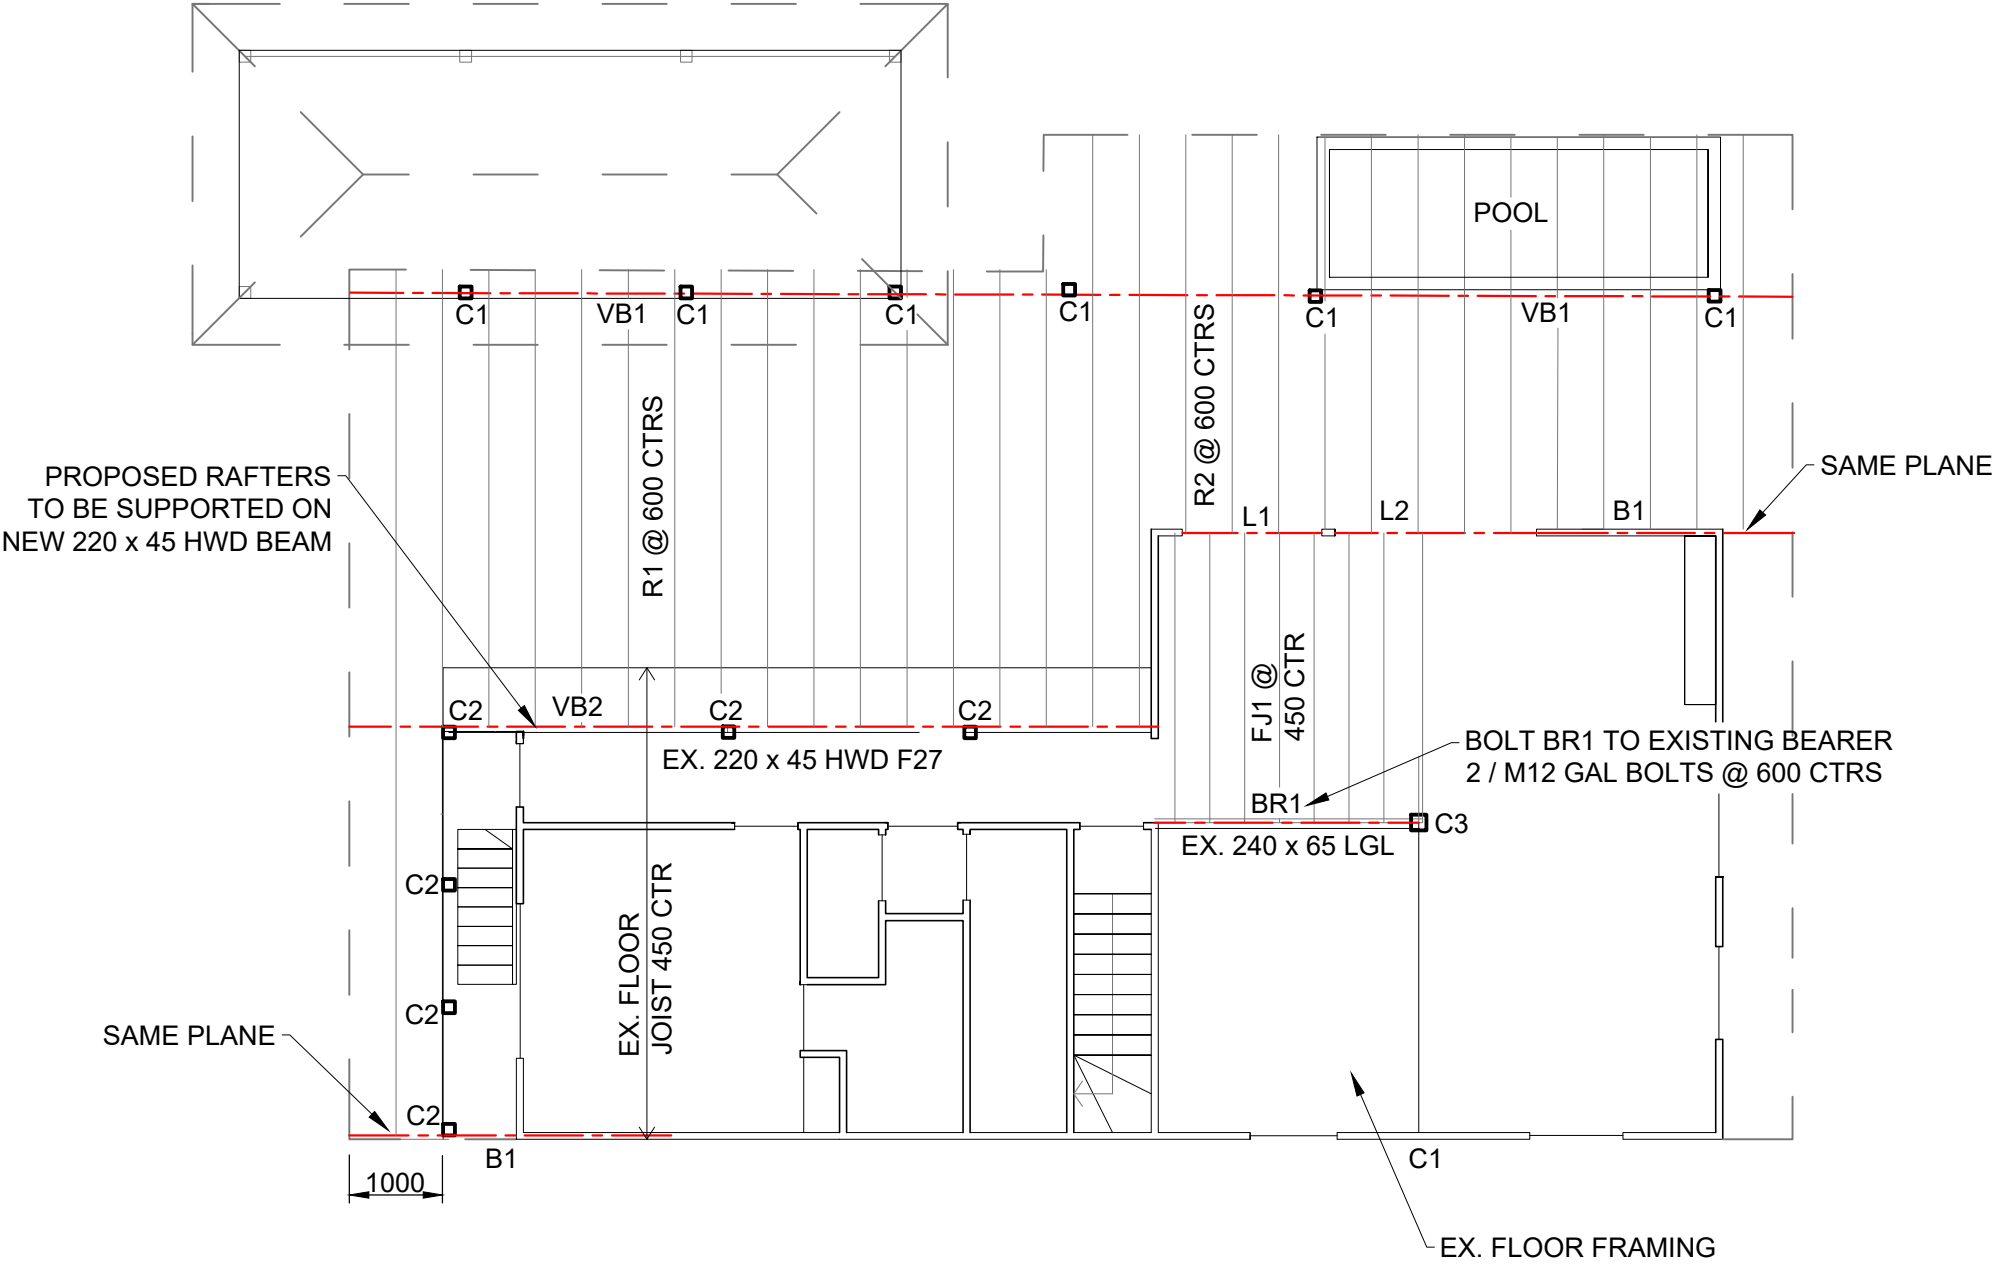 POOL
C1
VB1
C1
C1
C1
C1
VB1
C1
R1 @ 600 CTRS
R2 @ 600 CTRS
PROPOSED RAFTERS
TO BE SUPPORTED ON
NEW 220 x 45 HWD BEAM
SAME PLANE
L1
L2
B1
C2
VB2
C2
C2
EX. 220 x 45 HWD F27
FJ1 @
450 CTR
BOLT BR1 TO EXISTING BEARER
2 / M12 GAL BOLTS @ 600 CTRS
BR1
C3
EX. 240 x 65 LGL
C2
EX. FLOOR
JOIST 450 CTR
C2
SAME PLANE
C2
B1
C1
1000
EX. FLOOR FRAMING